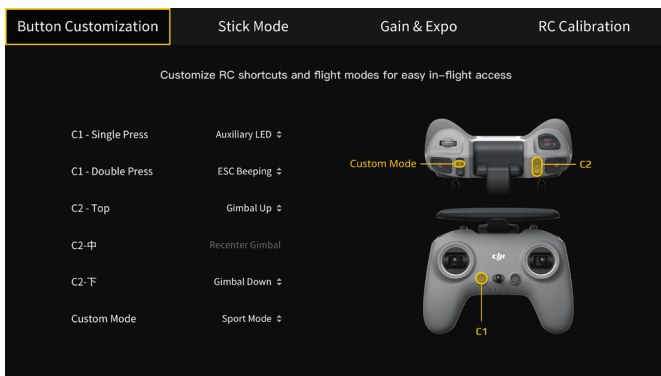 Button Customization
Stick Mode
Gain & Expo
RC Calibration
Customize RC shortcuts and flight modes for easy in-flight access
C1 - Single Press
Auxiliary LED
C1 - Double Press
ESC Beeping
C2 - Top
Gimbal Up
C2-中
Recenter Gimbal
C2-下
Gimbal Down
Custom Mode
Sport Mode
Custom Mode
C2
dji
C1